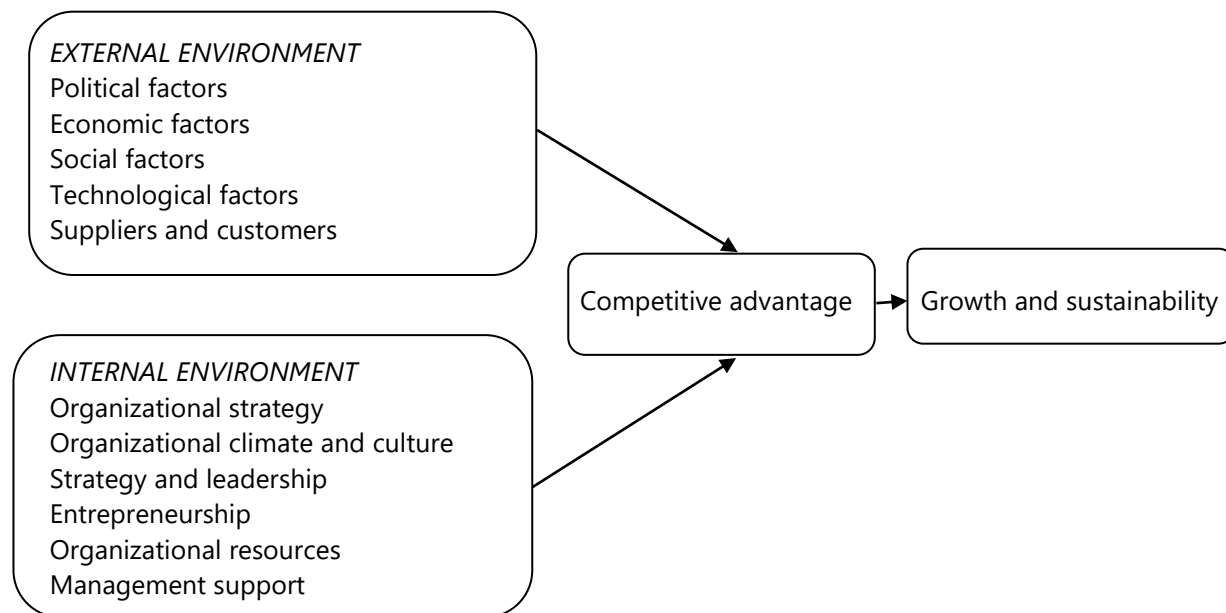 EXTERNAL ENVIRONMENT
Political factors
Economic factors
Social factors
Technological factors
Suppliers and customers
Competitive advantage
Growth and sustainability
INTERNAL ENVIRONMENT
Organizational strategy
Organizational climate and culture
Strategy and leadership
Entrepreneurship
Organizational resources
Management support